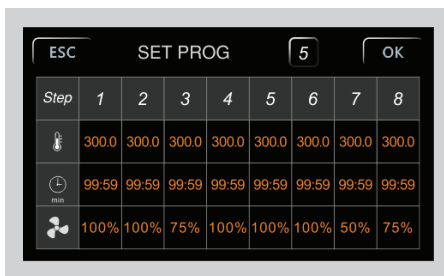 ESC SET PROG 5 OK
Step 1 2 3 4 5 6 7 8
300.0 300.0 300.0 300.0 300.0 300.0 300.0 300.0
min 99:59 99:59 99:59 99:59 99:59 99:59 99:59 99:59
100% 100% 75% 100% 100% 100% 50% 75%